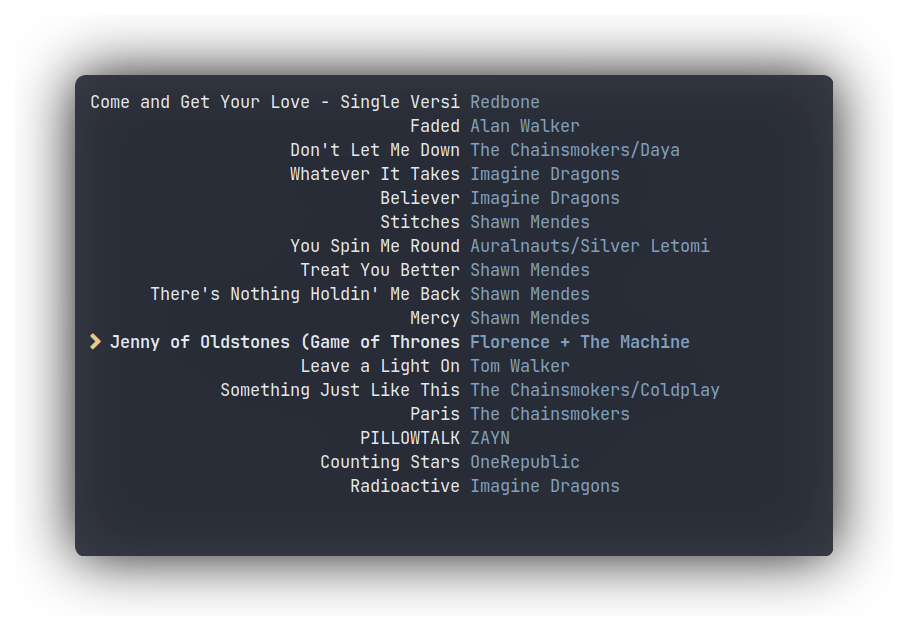 Come and Get Your Love - Single Versi Redbone
Faded Alan Walker
Don't Let Me Down The Chainsmokers/Daya
Whatever It Takes Imagine Dragons
Believer Imagine Dragons
Stitches Shawn Mendes
You Spin Me Round Auralnauts/Silver Letomi
Treat You Better Shawn Mendes
There's Nothing Holdin' Me Back Shawn Mendes
Mercy Shawn Mendes
Jenny of Oldstones (Game of Thrones Florence + The Machine
Leave a Light On Tom Walker
Something Just Like This The Chainsmokers/Coldplay
Paris The Chainsmokers
PILLOWTALK ZAYN
Counting Stars OneRepublic
Radioactive Imagine Dragons